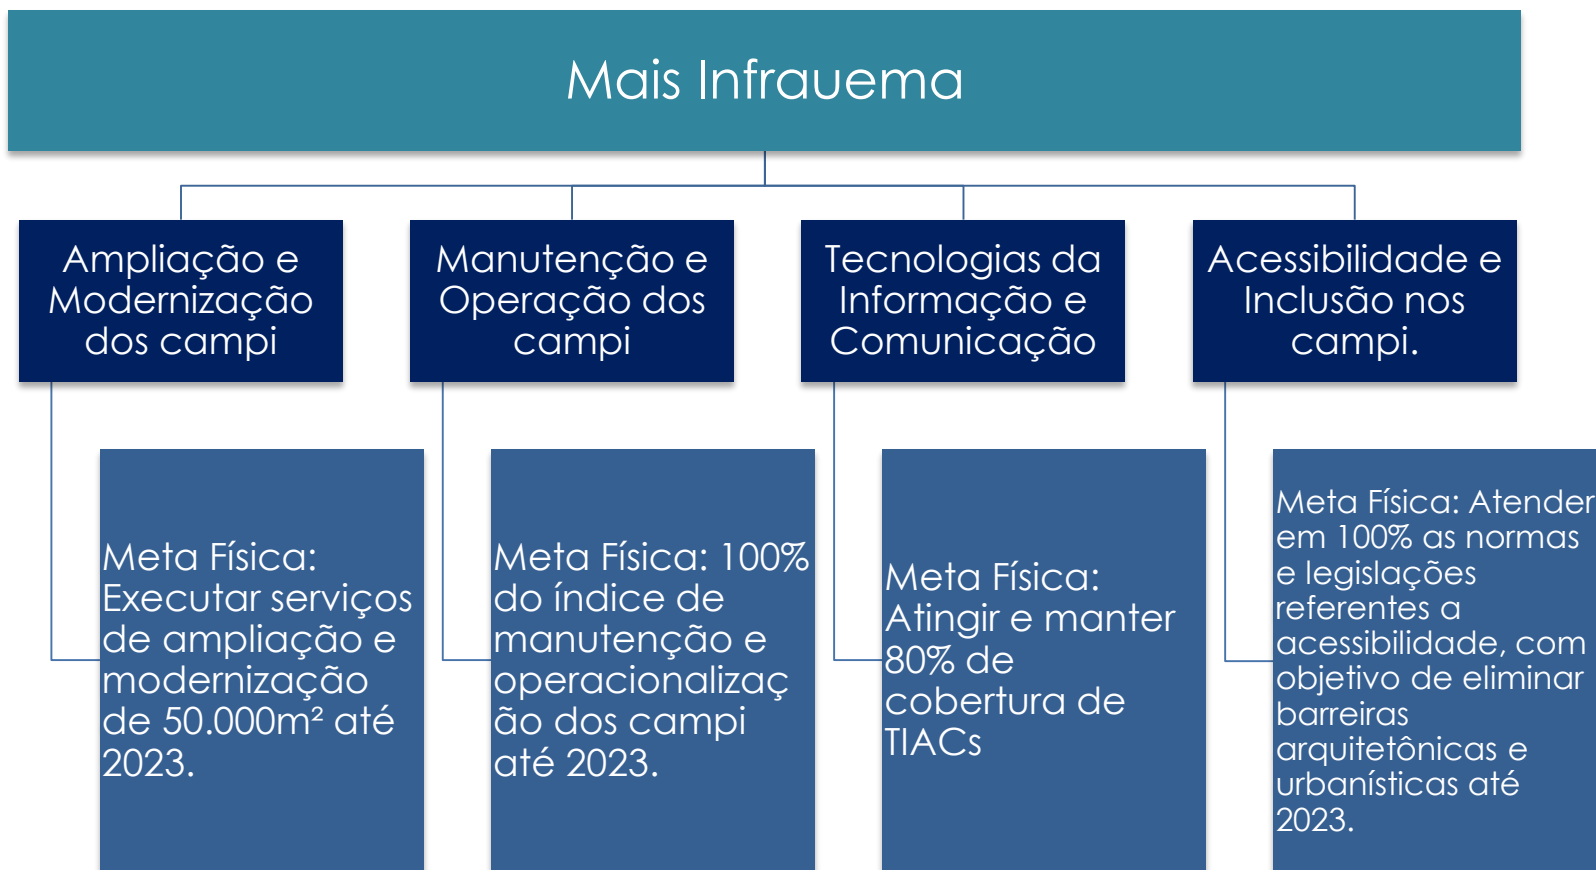 Mais Infrauema
Ampliação e
Modernização
dos campi
Manutenção e
Operação dos
campi
Tecnologias da
Informação e
Comunicação
Acessibilidade e
Inclusão nos
campi.
Meta Física:
Executar serviços
de ampliação e
modernização
de 50.000m² até
2023.
Meta Física: 100%
do índice de
manutenção e
operacionalizaç
ão dos campi
até 2023.
Meta Física:
Atingir e manter
80% de
cobertura de
TIACs
Meta Física: Atender
em 100% as normas
e legislações
referentes a
acessibilidade, com
objetivo de eliminar
barreiras
arquitetônicas e
urbanísticas até
2023.